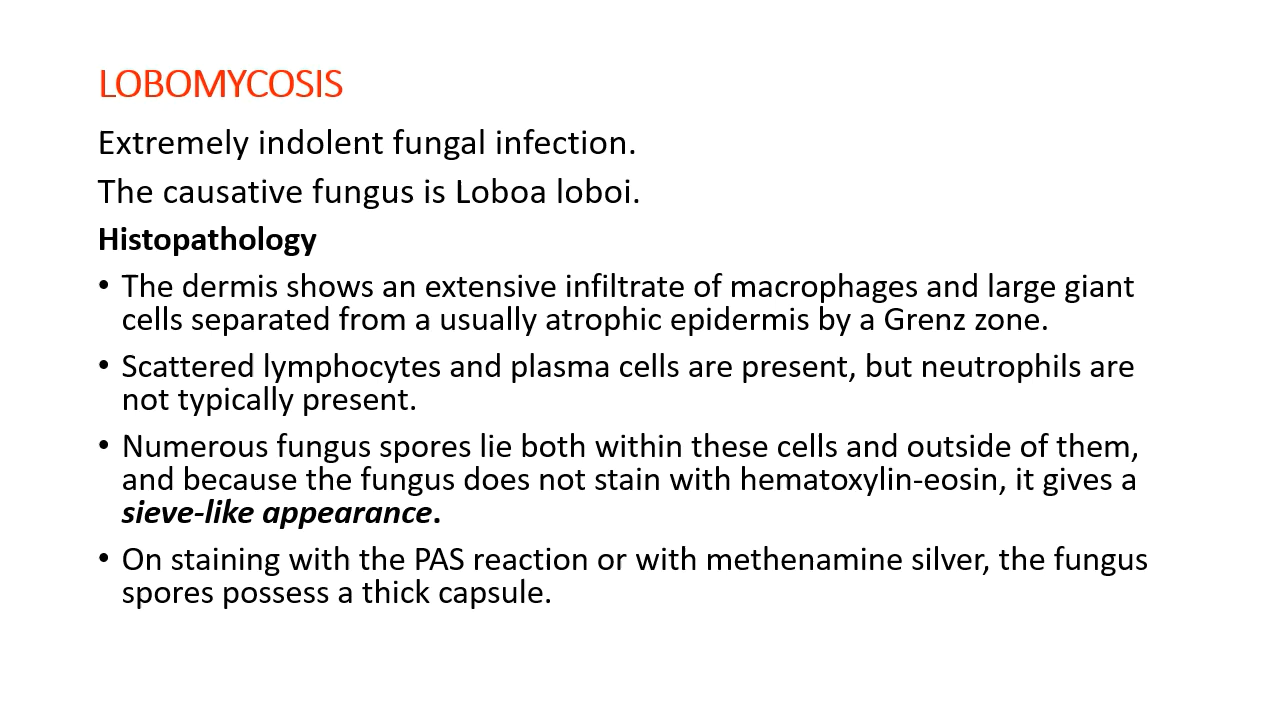 LOBOMYCOSIS
Extremely indolent fungal infection.
The causative fungus is Loboa loboi.
Histopathology
• The dermis shows an extensive infiltrate of macrophages and large giant
cells separated from a usually atrophic epidermis by a Grenz zone.
• Scattered lymphocytes and plasma cells are present, but neutrophils are
not typically present.
• Numerous fungus spores lie both within these cells and outside of them,
and because the fungus does not stain with hematoxylin-eosin, it gives a
sieve-like appearance.
• On staining with the PAS reaction or with methenamine silver, the fungus
spores possess a thick capsule.